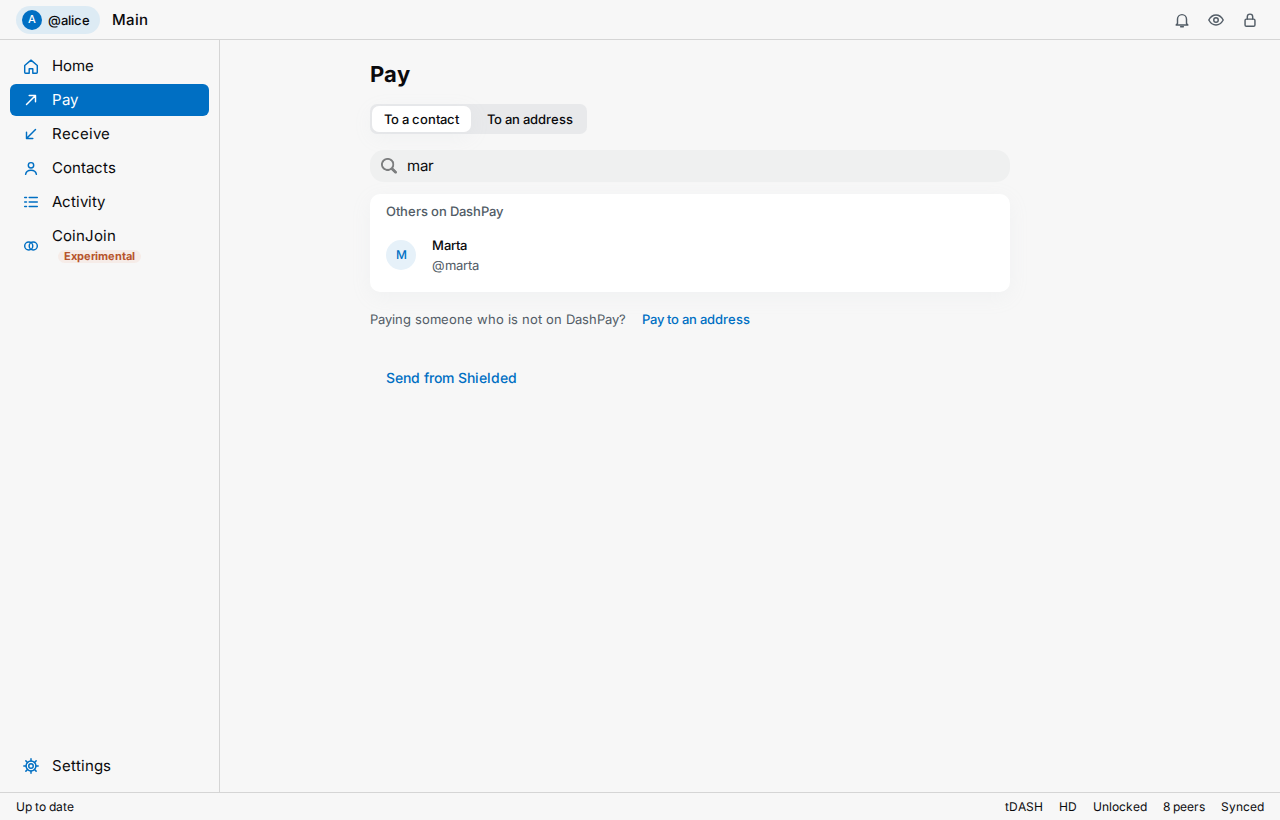 A @alice Main
Home
Pay
Receive
Contacts
Activity
CoinJoin
Experimental
Settings
Pay
To a contact To an address
mar
Others on DashPay
M
Marta
@marta
Paying someone who is not on DashPay? Pay to an address
Send from Shielded
Up to date tDASH HD Unlocked 8 peers Synced